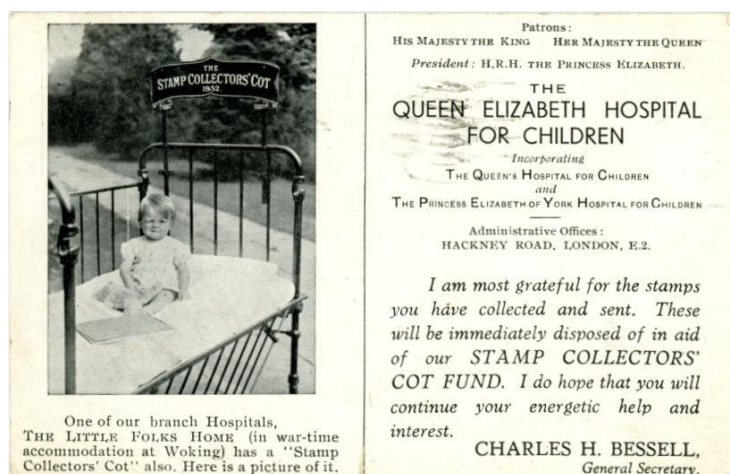 THE
STAMP COLLECTORS' COT
1932.
One of our branch Hospitals,
THE LITTLE FOLKS HOME (in war-time
accommodation at Woking) has a "Stamp
Collectors' Cot" also. Here is a picture of it.
Patrons:
HIS MAJESTY THE KING HER MAJESTY THE QUEEN
President: H.R.H. THE PRINCESS ELIZABETH.
THE
QUEEN ELIZABETH HOSPITAL
FOR CHILDREN
Incorporating
THE QUEEN'S HOSPITAL FOR CHILDREN
and
THE PRINCESS ELIZABETH OF YORK HOSPITAL FOR CHILDREN
Administrative Offices:
HACKNEY ROAD, LONDON, E.2.
I am most grateful for the stamps
you have collected and sent. These
will be immediately disposed of in aid
of our STAMP COLLECTORS'
COT FUND. I do hope that you will
continue your energetic help and
interest.
CHARLES H. BESSELL,
General Secretary.